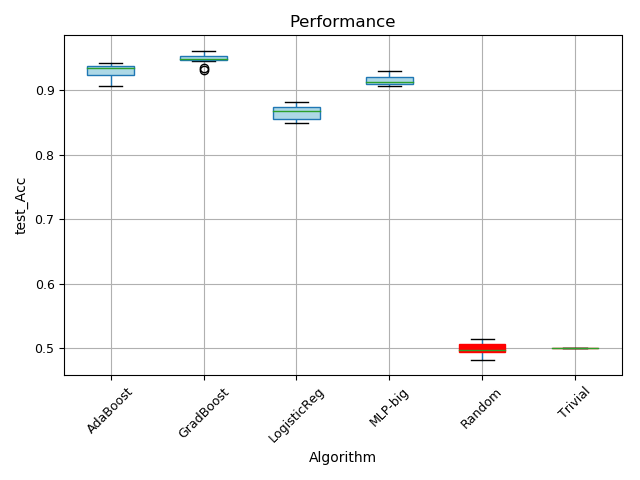 Performance
test_Acc
0.9
0.8
0.7
0.6
0.5
AdaBoost
GradBoost
LogisticReg
MLP-big
Random
Trivial
Algorithm